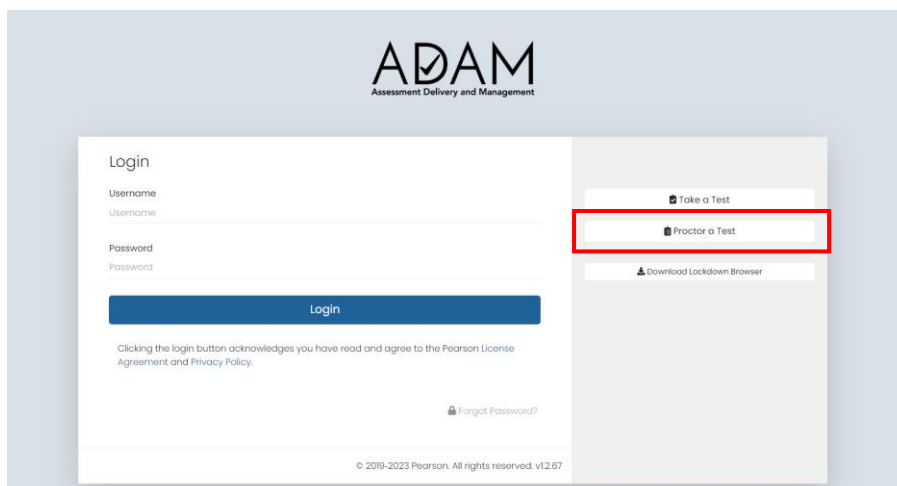 ADAM
Assessment Delivery and Management
Login
Username
Username
Password
Password
Login
Clicking the login button acknowledges you have read and agree to the Pearson License
Agreement and Privacy Policy.
Forgot Password?
© 2019-2023 Pearson. All rights reserved. v1.2.67
Take a Test
Proctor a Test
Download Lockdown Browser